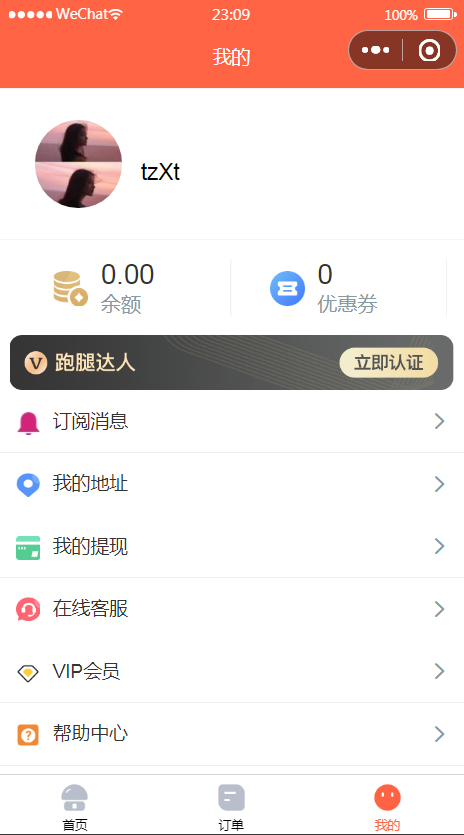 WeChat 23:09 100%
我的
tzXt
0.00 0
余额 优惠券
V 跑腿达人 立即认证
订阅消息
我的地址
我的提现
在线客服
VIP会员
帮助中心
首页 订单 我的